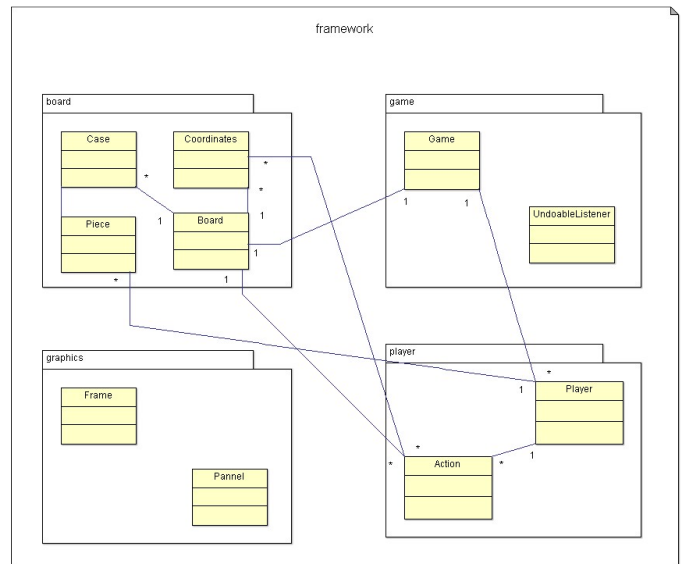 framework
board
game
Case
Coordinates
Game
*
*
*
1
1
Piece
Board
1
1
UndoableListener
1
*
1
graphics
player
*
1
Frame
Player
*
1
Action
*
*
Pannel